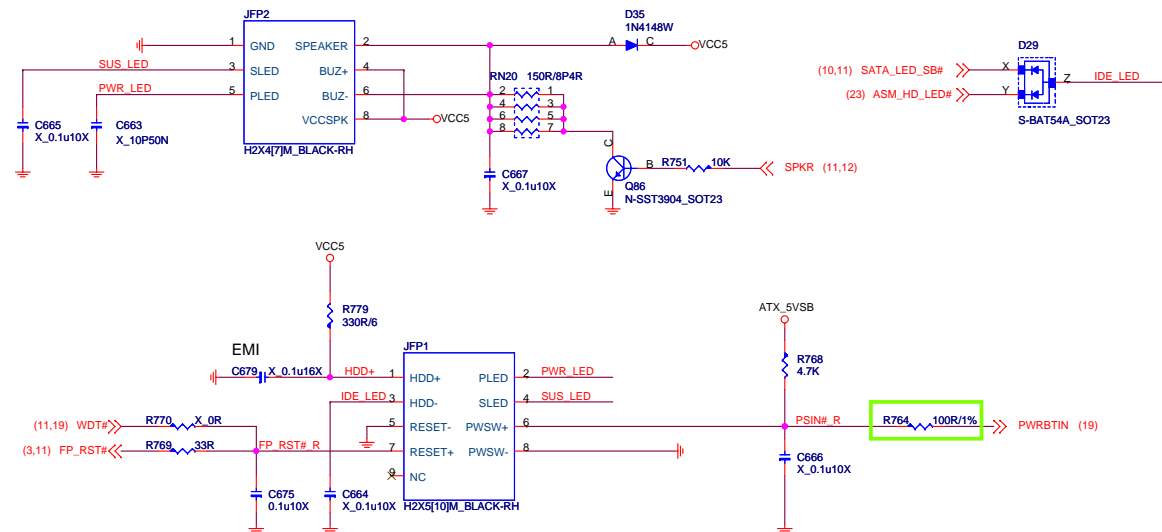 JFP2
D35
1N4148W
1 GND SPEAKER 2 A C VCC5
D29
SUS_LED 3 SLED BUZ+ 4
RN20 150R/8P4R
(10,11) SATA_LED_SB# X Z IDE_LED
PWR_LED 5 PLED BUZ- 6 2 1
(23) ASM_HD_LED# Y
4 3
VCCSPK 8 VCC5 6 5
S-BAT54A_SOT23
8 7
C665
X_0.1u10X
C663
X_10P50N
H2X4[7]M_BLACK-RH
C
B R751 10K SPKR (11,12)
C667
X_0.1u10X
E Q86
N-SST3904_SOT23
VCC5
ATX_5VSB
R779
330R/6
EMI
JFP1
R768
4.7K
C679 X_0.1u16X HDD+ 1 HDD+ PLED 2 PWR_LED
IDE_LED 3 HDD- SLED 4 SUS_LED
(11,19) WDT# R770 X_0R 5 RESET- PWSW+ 6 PSIN#_R R764 100R/1% PWRBTIN (19)
(3,11) FP_RST# R769 33R FP_RST#_R 7 RESET+ PWSW- 8
9 NC
C666
X_0.1u10X
C675
0.1u10X
C664
X_0.1u10X
H2X5[10]M_BLACK-RH